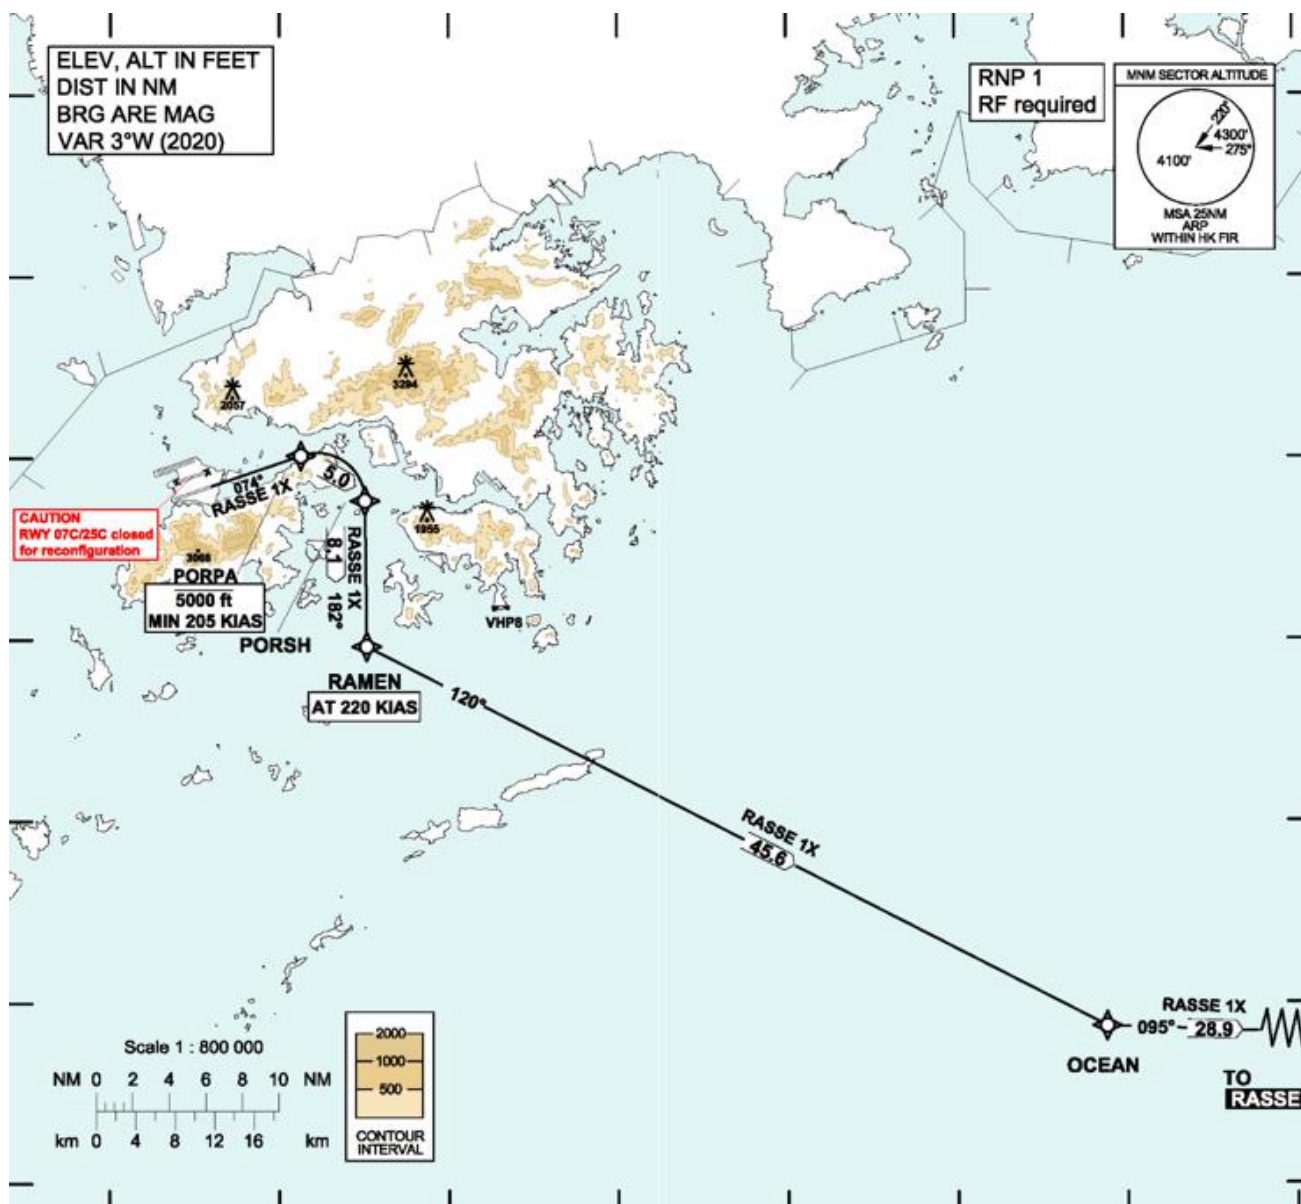 ELEV, ALT IN FEET
DIST IN NM
BRG ARE MAG
VAR 3°W (2020)
RNP 1
RF required
MNM SECTOR ALTITUDE
220°
4300'
275°
4100'
MSA 25NM
ARP
WITHIN HK FIR
3294
2057
074°
RASSE 1X
5.0
CAUTION
RWY 07C/25C closed
for reconfiguration
1955
3068
PORPA
5000 ft
MIN 205 KIAS
RASSE 1X
8.1
182°
VHP8
PORSH
RAMEN
AT 220 KIAS
120°
RASSE 1X
45.6
RASSE 1X
095°
28.9
OCEAN
TO
RASSE
Scale 1 : 800 000
NM 0 2 4 6 8 10 NM
km 0 4 8 12 16 km
2000
1000
500
CONTOUR
INTERVAL